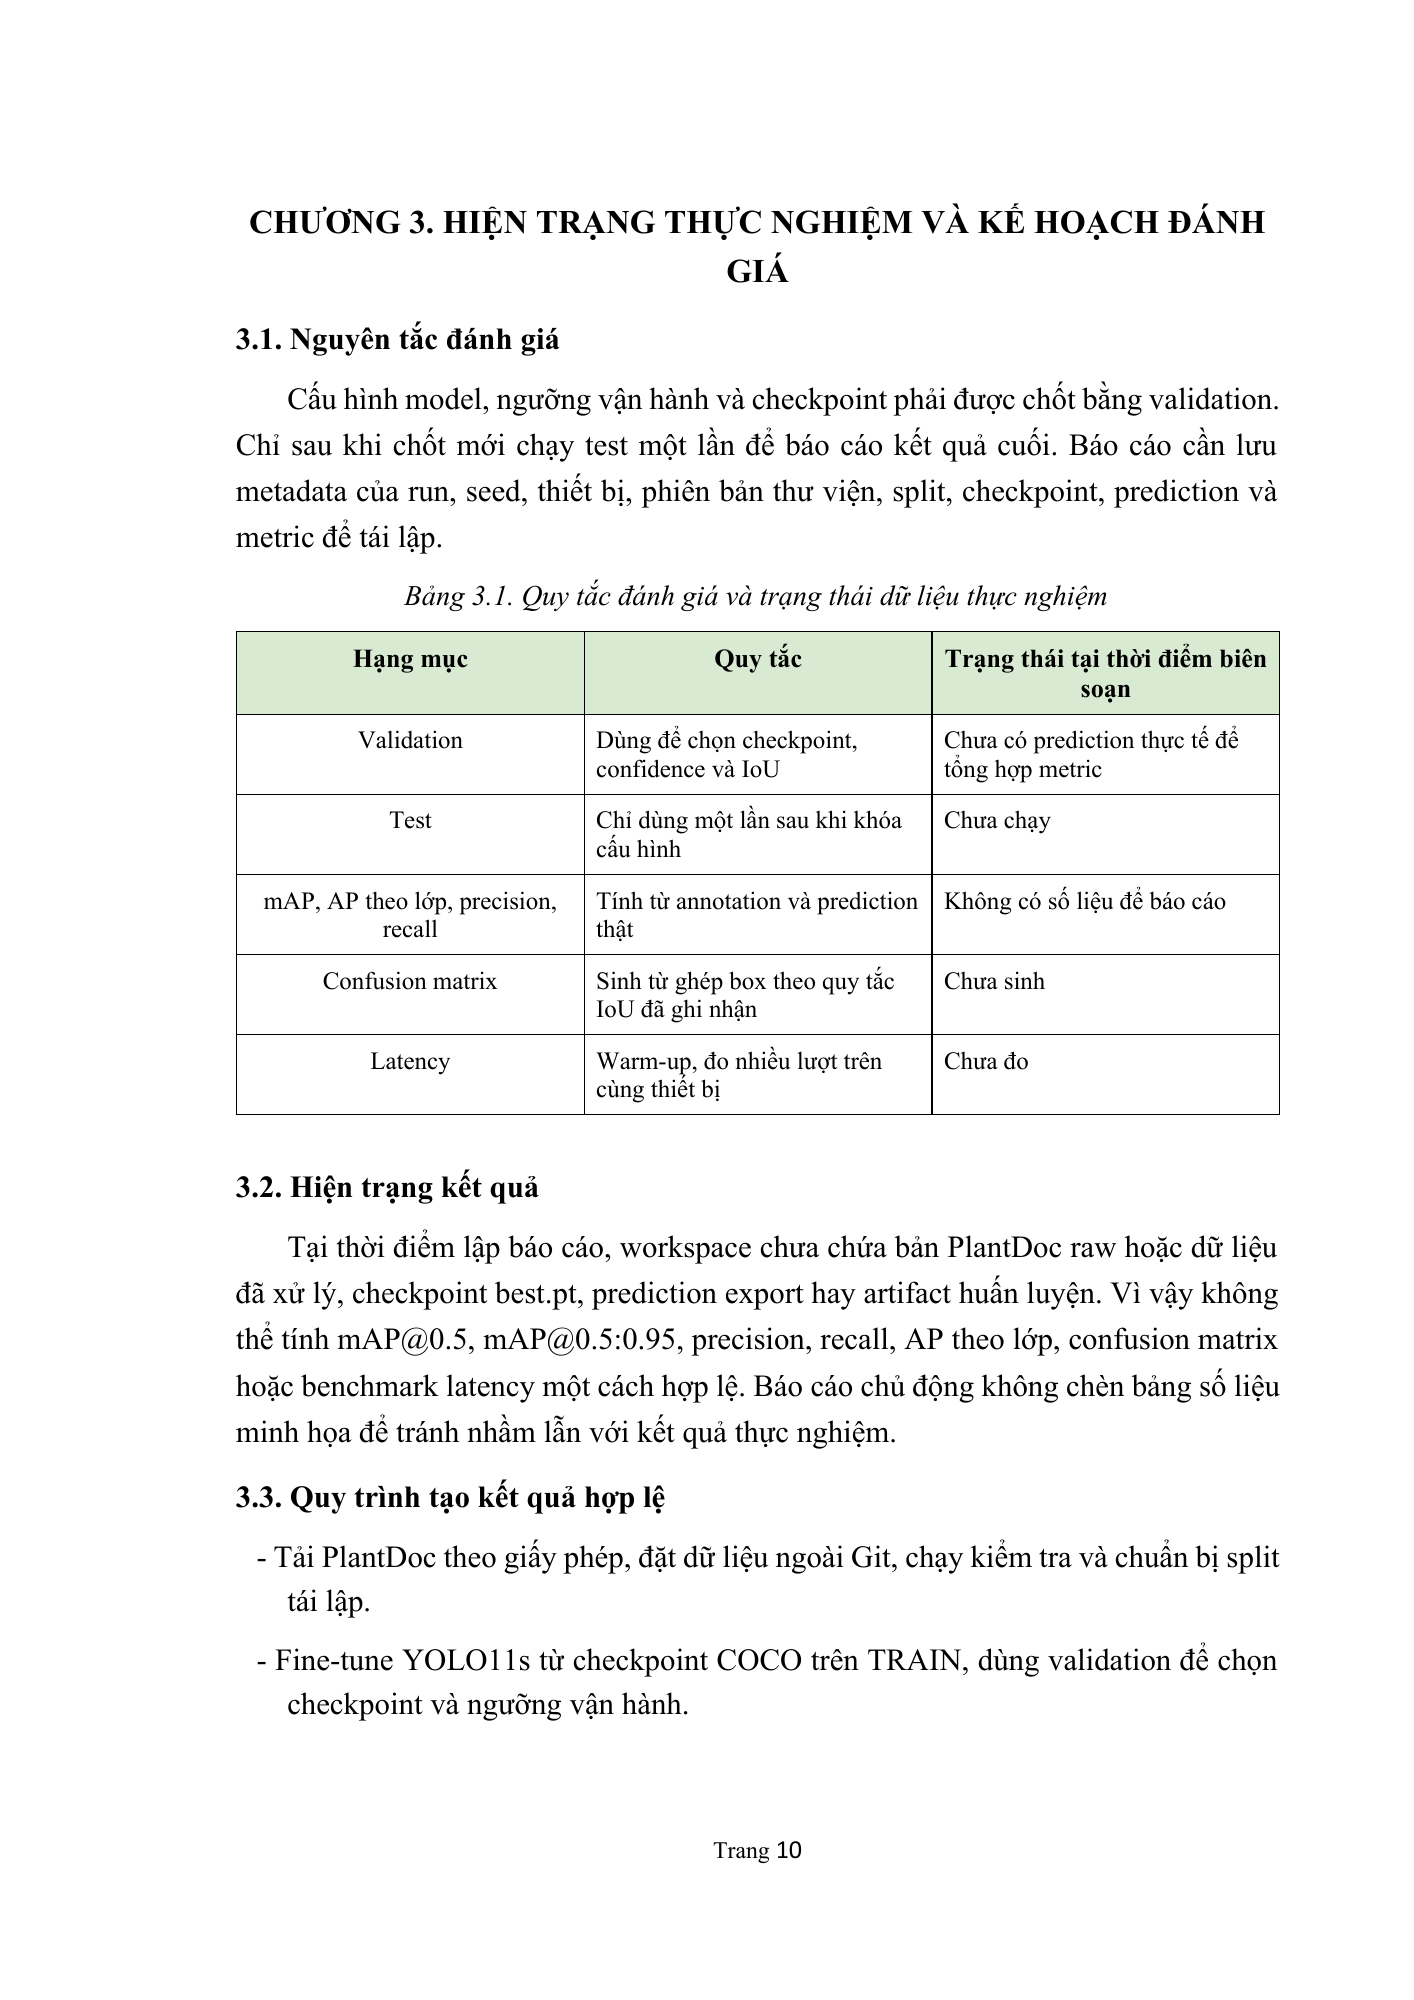 CHƯƠNG 3. HIỆN TRẠNG THỰC NGHIỆM VÀ KẾ HOẠCH ĐÁNH
GIÁ
3.1. Nguyên tắc đánh giá
Cấu hình model, ngưỡng vận hành và checkpoint phải được chốt bằng validation.
Chỉ sau khi chốt mới chạy test một lần để báo cáo kết quả cuối. Báo cáo cần lưu
metadata của run, seed, thiết bị, phiên bản thư viện, split, checkpoint, prediction và
metric để tái lập.
Bảng 3.1. Quy tắc đánh giá và trạng thái dữ liệu thực nghiệm
Hạng mục
Quy tắc
Trạng thái tại thời điểm biên
soạn
Validation
Dùng để chọn checkpoint,
confidence và IoU
Chưa có prediction thực tế để
tổng hợp metric
Test
Chỉ dùng một lần sau khi khóa
cấu hình
Chưa chạy
mAP, AP theo lớp, precision,
recall
Tính từ annotation và prediction
thật
Không có số liệu để báo cáo
Confusion matrix
Sinh từ ghép box theo quy tắc
IoU đã ghi nhận
Chưa sinh
Latency
Warm-up, đo nhiều lượt trên
cùng thiết bị
Chưa đo
3.2. Hiện trạng kết quả
Tại thời điểm lập báo cáo, workspace chưa chứa bản PlantDoc raw hoặc dữ liệu
đã xử lý, checkpoint best.pt, prediction export hay artifact huấn luyện. Vì vậy không
thể tính mAP@0.5, mAP@0.5:0.95, precision, recall, AP theo lớp, confusion matrix
hoặc benchmark latency một cách hợp lệ. Báo cáo chủ động không chèn bảng số liệu
minh họa để tránh nhầm lẫn với kết quả thực nghiệm.
3.3. Quy trình tạo kết quả hợp lệ
- Tải PlantDoc theo giấy phép, đặt dữ liệu ngoài Git, chạy kiểm tra và chuẩn bị split
tái lập.
- Fine-tune YOLO11s từ checkpoint COCO trên TRAIN, dùng validation để chọn
checkpoint và ngưỡng vận hành.
Trang 10